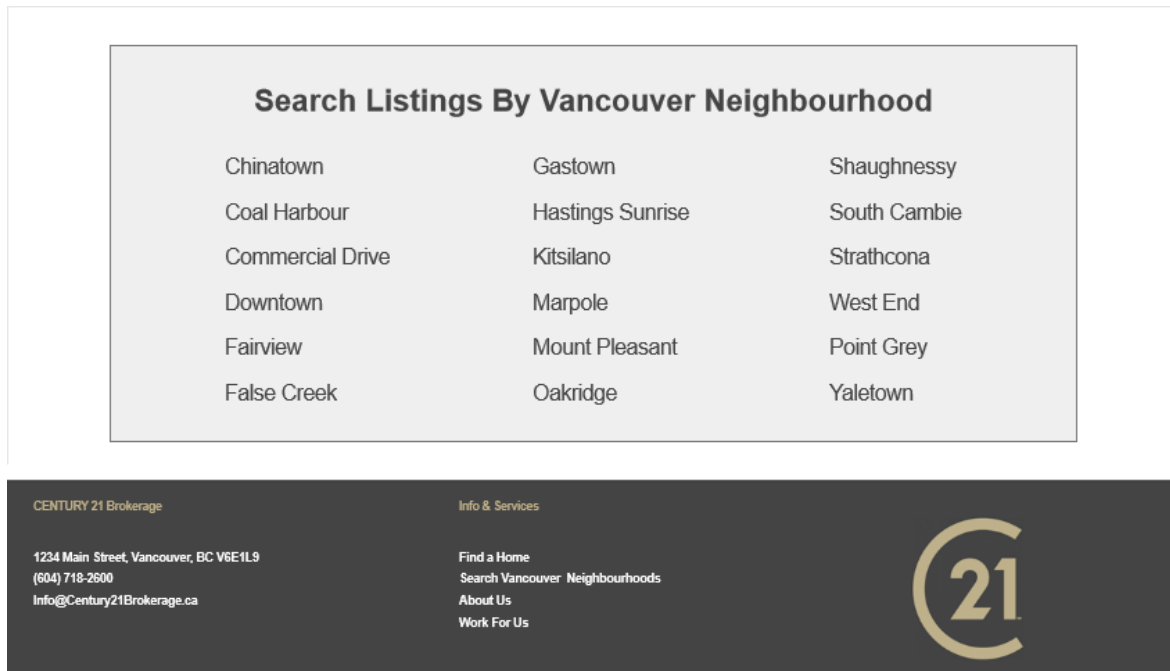 Search Listings By Vancouver Neighbourhood
Chinatown
Coal Harbour
Commercial Drive
Downtown
Fairview
False Creek
Gastown
Hastings Sunrise
Kitsilano
Marpole
Mount Pleasant
Oakridge
Shaughnessy
South Cambie
Strathcona
West End
Point Grey
Yaletown
CENTURY 21 Brokerage
1234 Main Street, Vancouver, BC V6E1L9
(604) 718-2600
Info@Century21Brokerage.ca
Info & Services
Find a Home
Search Vancouver Neighbourhoods
About Us
Work For Us
C21